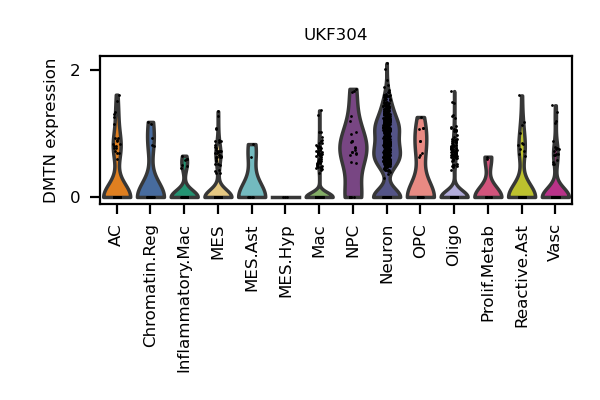 UKF304
DMTN expression
2
0
AC
Chromatin.Reg
Inflammatory.Mac
MES
MES.Ast
MES.Hyp
Mac
NPC
Neuron
OPC
Oligo
Prolif.Metab
Reactive.Ast
Vasc